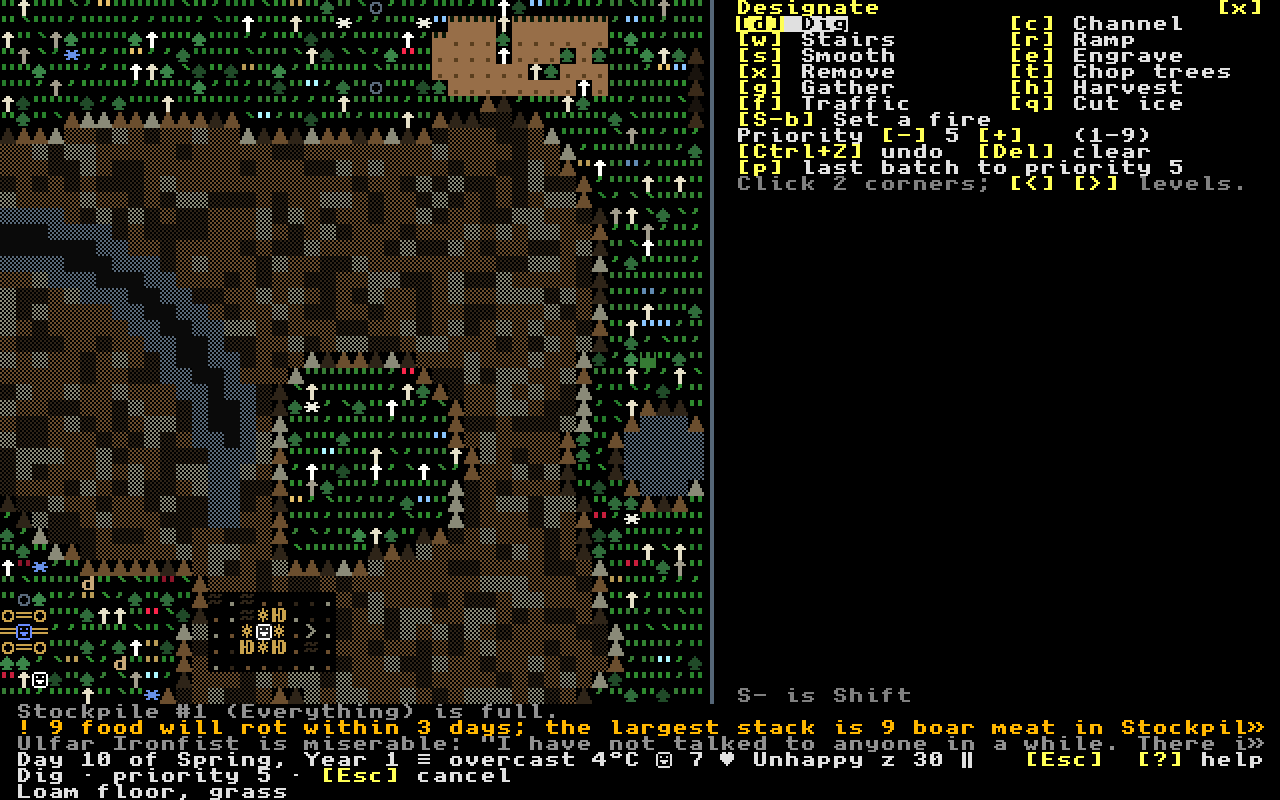 Designate [x]
[d] Dig [c] Channel
[w] Stairs [r] Ramp
[s] Smooth [e] Engrave
[x] Remove [t] Chop trees
[g] Gather [h] Harvest
[f] Traffic [q] Cut ice
[S-b] Set a fire
Priority [-] 5 [+] (1-9)
[Ctrl+Z] undo [Del] clear
[p] last batch to priority 5
Click 2 corners; [<] [>] levels.
S- is Shift
Stockpile #1 (Everything) is full.
! 9 food will rot within 3 days; the largest stack is 9 boar meat in Stockpil»
Ulfar Ironfist is miserable: "I have not talked to anyone in a while. There i»
Day 10 of Spring, Year 1 ≡ overcast 4°C ☺ 7 ♥ Unhappy z 30 ‖ [Esc] [?] help
Dig · priority 5 · [Esc] cancel
Loam floor, grass